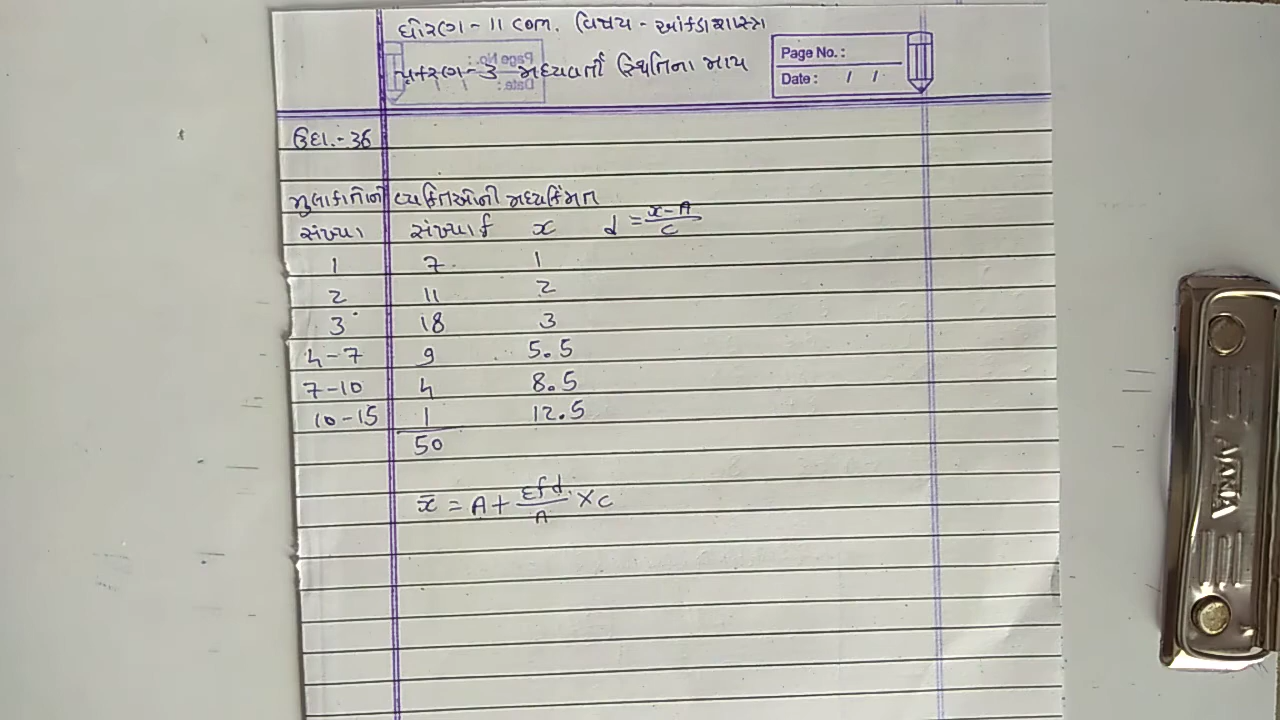 ધોરણ - 11 com. વિષય - આંકડાશાસ્ત્ર
પ્રકરણ - 3 મધ્યવર્તી સ્થિતિના માપ
Page No. :
Date : / /
ઉદા. - 36
મુલાકાતોની વ્યક્તિઓની મધ્યકિંમત
સંખ્યા સંખ્યા f x d = x-A / C
1 7 1
2 11 2
3 18 3
4-7 9 5.5
7-10 4 8.5
10-15 1 12.5
50
x̄ = A + Σfd / A × C
AJANTA